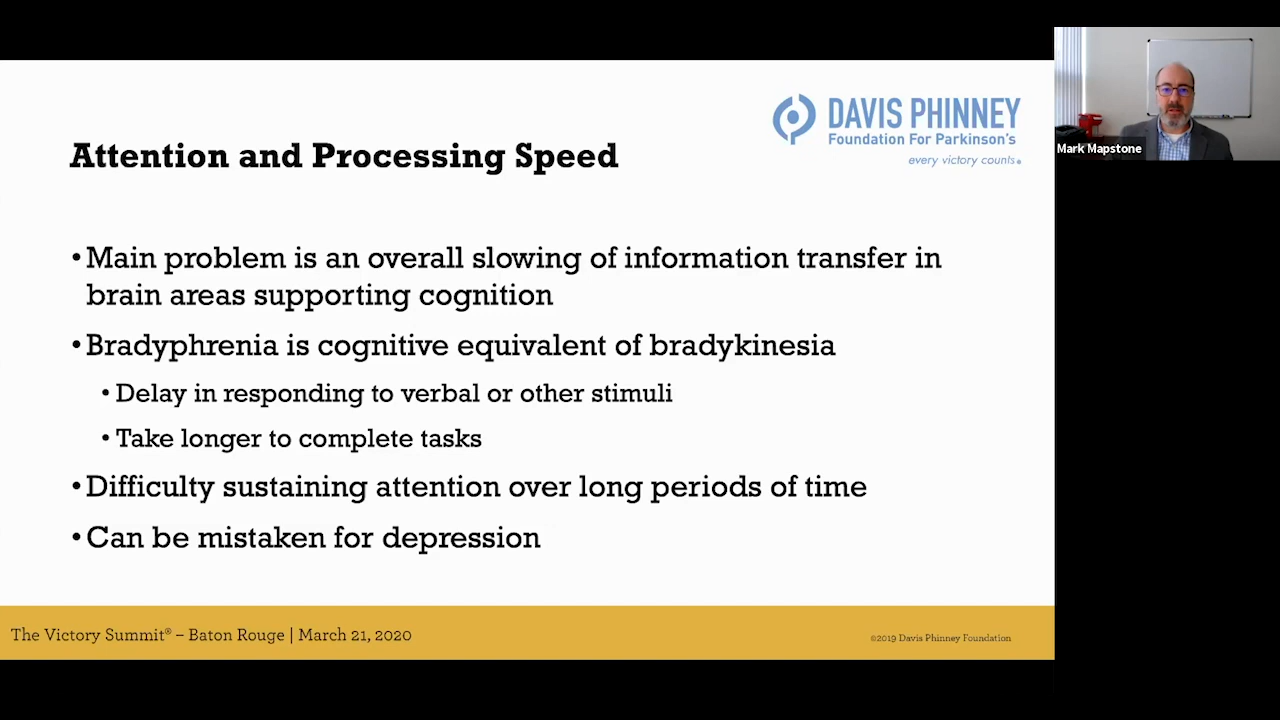 DAVIS PHINNEY
Foundation For Parkinson's
every victory counts®
Mark Mapstone
Attention and Processing Speed
•Main problem is an overall slowing of information transfer in
brain areas supporting cognition
•Bradyphrenia is cognitive equivalent of bradykinesia
•Delay in responding to verbal or other stimuli
•Take longer to complete tasks
•Difficulty sustaining attention over long periods of time
•Can be mistaken for depression
The Victory Summit® – Baton Rouge | March 21, 2020
©2019 Davis Phinney Foundation